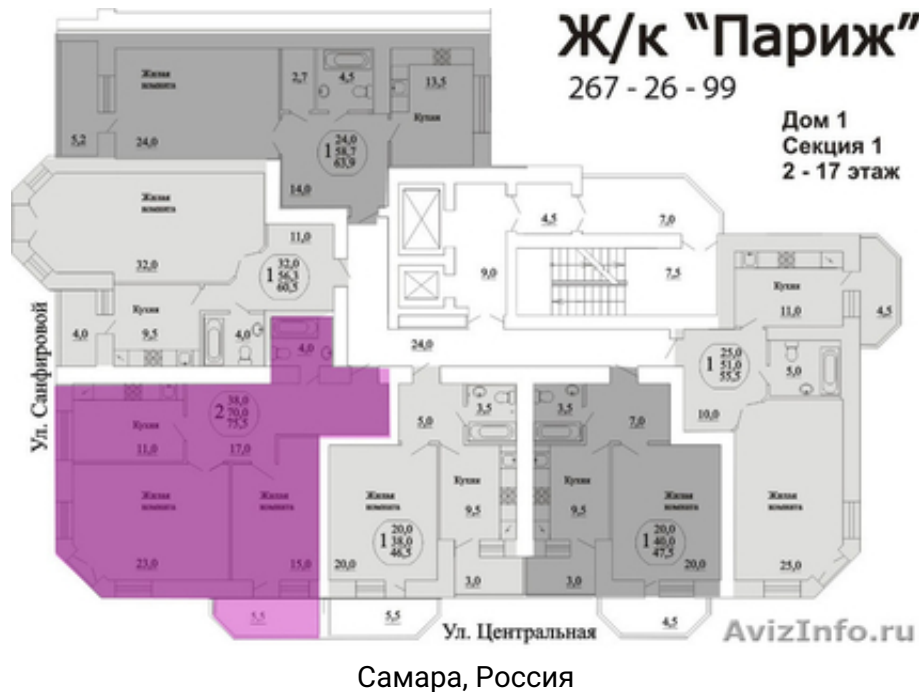 Ж/к "Париж"
267 - 26 - 99
Дом 1
Секция 1
2 - 17 этаж
Жилая
комната
2,7
4,5
13,5
Кухня
5,2
24,0
1
24,0
58,7
63,9
14,0
Жилая
комната
4,5
7,0
11,0
32,0
1
32,0
56,3
60,5
9,0
7,5
Кухня
11,0
4,5
Кухня
4,0
9,5
4,0
24,0
4,0
1
25,0
51,0
55,5
5,0
10,0
Ул. Санфировой
2
38,0
70,0
75,5
Кухня
11,0
17,0
5,0
3,5
3,5
7,0
Жилая
комната
23,0
Жилая
комната
15,0
Жилая
комната
1
20,0
38,0
46,5
20,0
Кухня
9,5
3,0
Кухня
9,5
3,0
Жилая
комната
1
20,0
40,0
47,5
20,0
Жилая
комната
25,0
5,5
5,5
4,5
Ул. Центральная
AvizInfo.ru
Самара, Россия